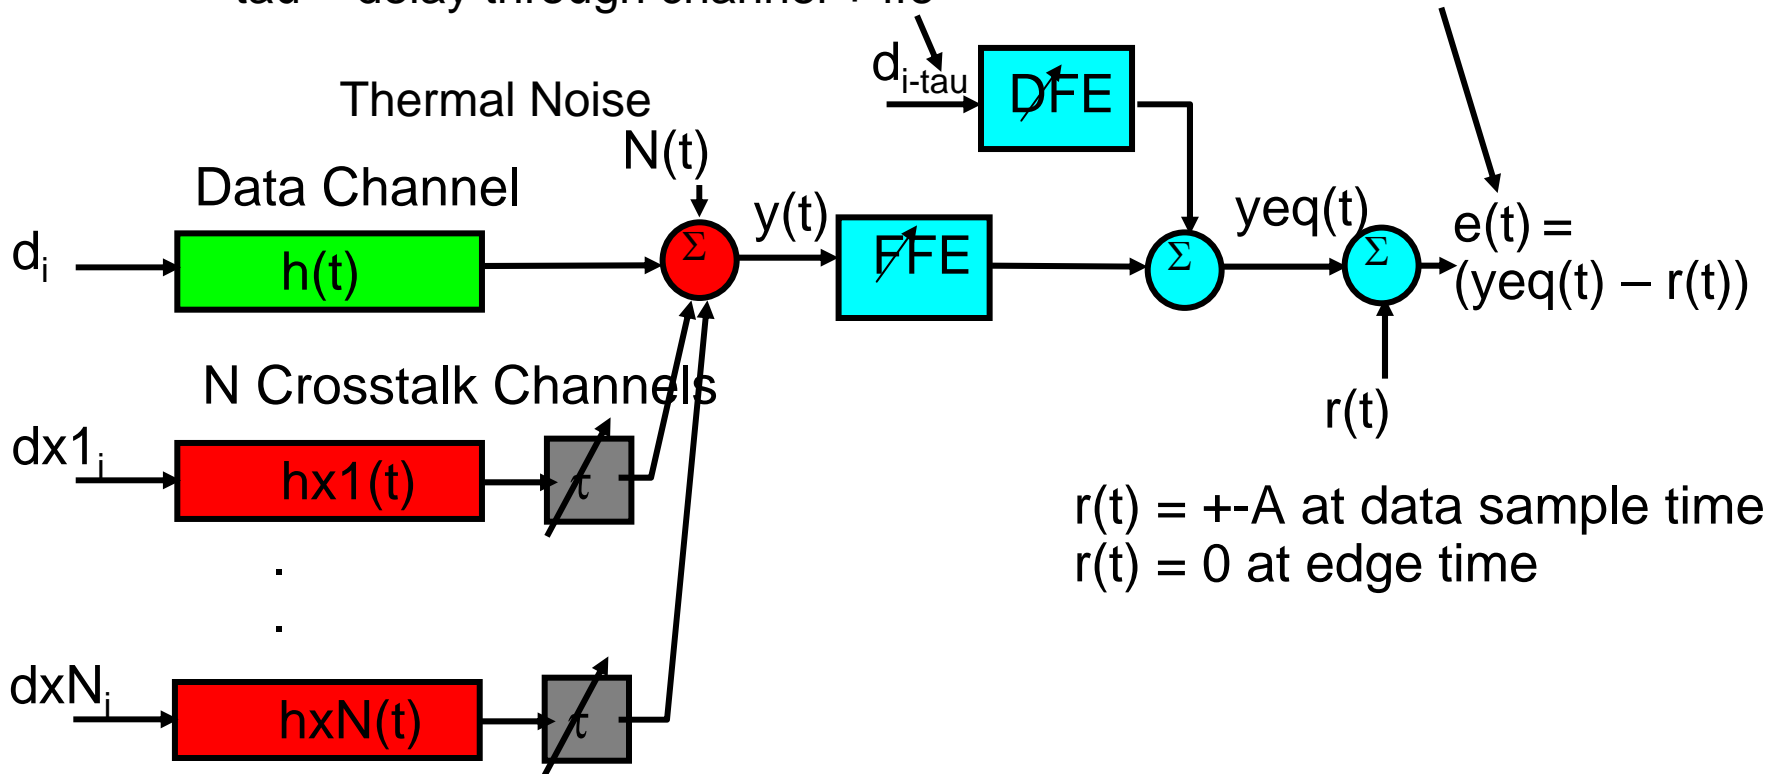 d_i-tau
DFE
Thermal Noise
N(t)
Data Channel
y(t)
yeq(t)
e(t) =
(yeq(t) – r(t))
d_i
h(t)
Σ
FFE
Σ
Σ
N Crosstalk Channels
r(t)
dx1_i
hx1(t)
τ
r(t) = +-A at data sample time
r(t) = 0 at edge time
.
.
dxN_i
hxN(t)
τ